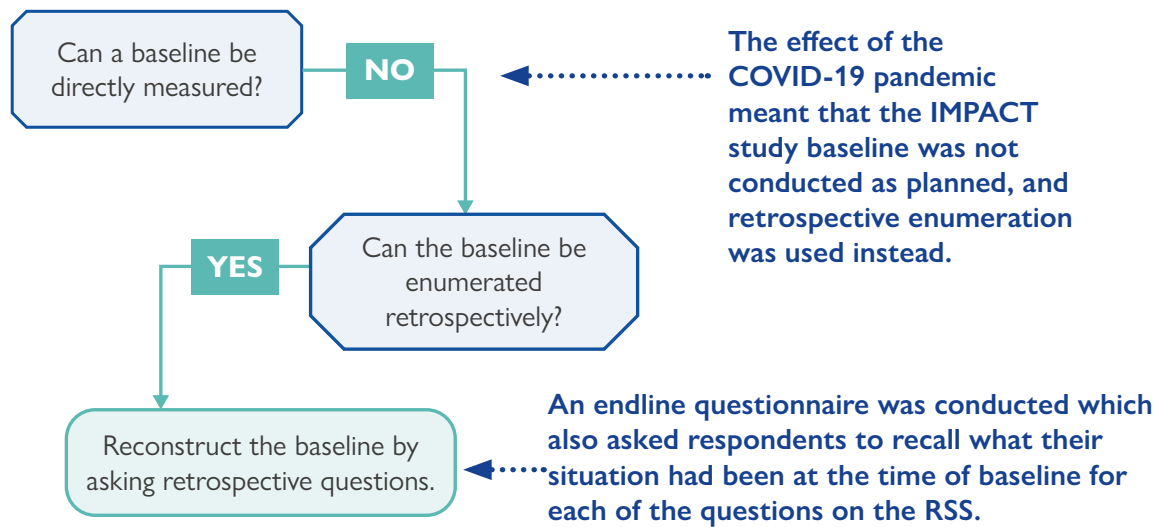 Can a baseline be
directly measured?
NO
The effect of the
COVID-19 pandemic
meant that the IMPACT
study baseline was not
conducted as planned, and
retrospective enumeration
was used instead.
Can the baseline be
enumerated
retrospectively?
YES
Reconstruct the baseline by
asking retrospective questions.
An endline questionnaire was conducted which
also asked respondents to recall what their
situation had been at the time of baseline for
each of the questions on the RSS.